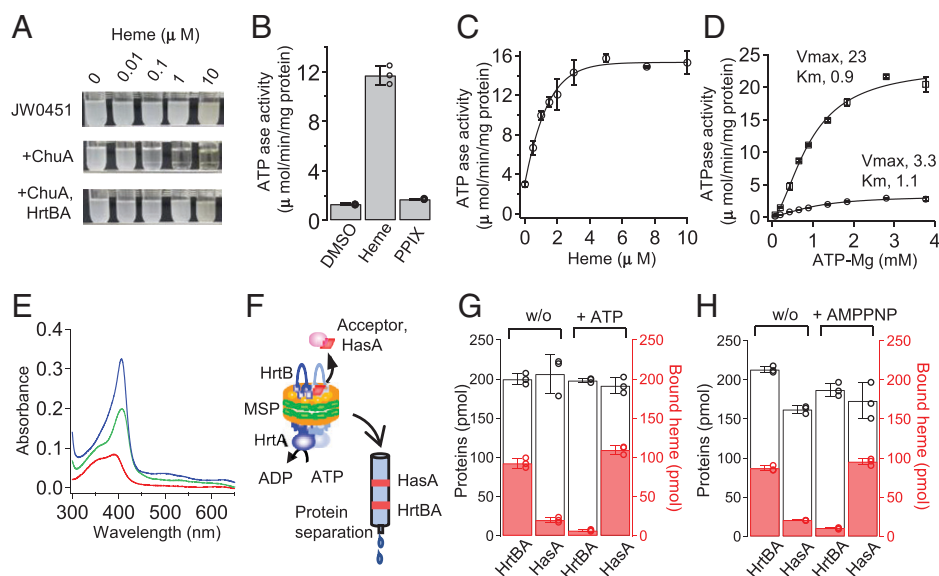 A
Heme (μ M)
0 0.01 0.1 1 10
JW0451
+ChuA
+ChuA,
HrtBA
B
ATP ase activity
(μ mol/min/mg protein)
12
8
4
0
DMSO Heme PPIX
C
ATP ase activity
μ mol/min/mg protein)
16
12
8
4
0
0 2 4 6 8 10
Heme (μ M)
D
ATPase activity
(μ mol/min/mg protein)
25
20
15
10
5
0
Vmax, 23
Km, 0.9
Vmax, 3.3
Km, 1.1
0 1 2 3 4
ATP-Mg (mM)
E
Absorbance
0.4
0.3
0.2
0.1
0.0
300 400 500 600
Wavelength (nm)
F
Acceptor,
HasA
HrtB
MSP
HrtA
ADP ATP
Protein
separation
HasA
HrtBA
G
w/o + ATP
Proteins (pmol)
250
200
150
100
50
0
HrtBA HasA HrtBA HasA
250
200
150
100
50
0
Bound heme (pmol)
H
w/o + AMPPNP
Proteins (pmol)
250
200
150
100
50
0
HrtBA HasA HrtBA HasA
250
200
150
100
50
0
Bound heme (pmol)